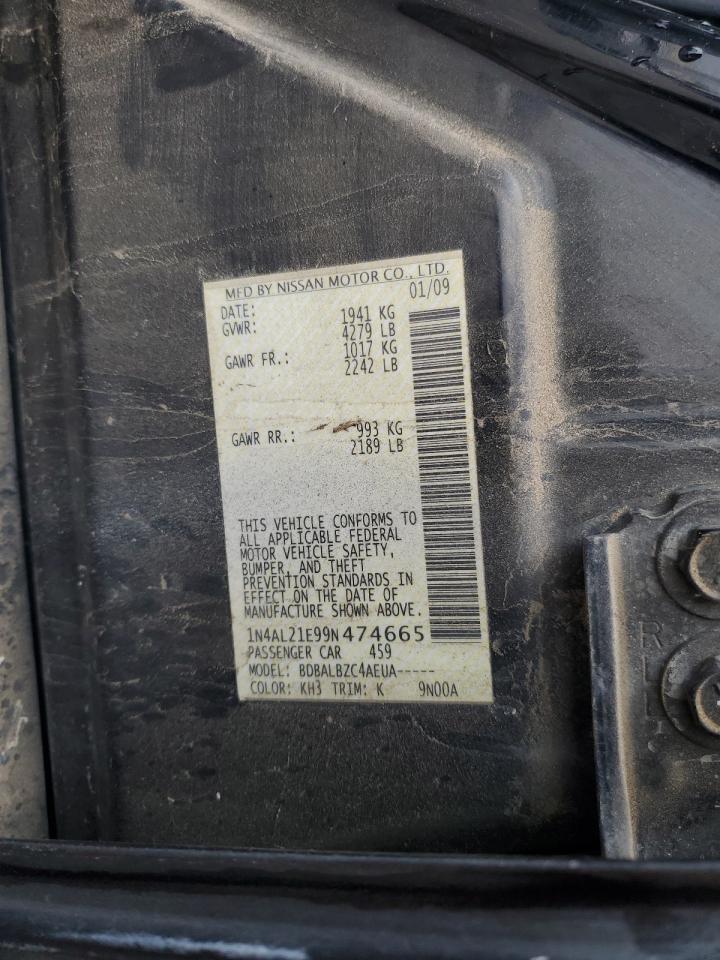 MFD BY NISSAN MOTOR CO., LTD.
DATE: 01/09
GVWR: 1941 KG
4279 LB
GAWR FR.: 1017 KG
2242 LB
GAWR RR.: 993 KG
2189 LB
THIS VEHICLE CONFORMS TO
ALL APPLICABLE FEDERAL
MOTOR VEHICLE SAFETY,
BUMPER, AND THEFT
PREVENTION STANDARDS IN
EFFECT ON THE DATE OF
MANUFACTURE SHOWN ABOVE.
1N4AL21E99N474665
PASSENGER CAR 459
MODEL: BDBALBZC4AEUA-----
COLOR: KH3 TRIM: K 9N00A